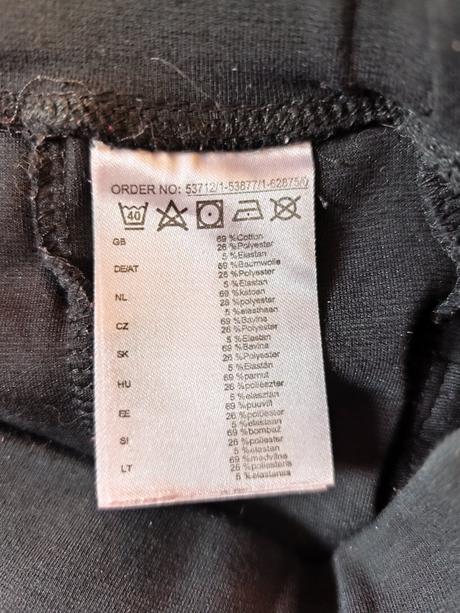 ORDER NO: 53712/1-53877/1-62875/0
40
GB 69 %Cotton
26 %Polyester
5 %Elastan
DE/AT 69 %Baumwolle
26 %Polyester
5 %Elastan
NL 69 %katoen
26 %polyester
5 %elasthaan
CZ 69 %Bavlna
26 %Polyester
5 %Elastan
SK 69 %Bavlna
26 %Polyester
5 %Elastan
HU 69 %pamut
26 %poliészter
5 %elasztán
EE 69 %puuvill
26 %polüester
5 %elastaan
SI 69 %bombaž
26 %poliester
5 %elastan
LT 69 %medvilnė
26 %poliesteris
5 %elastanas